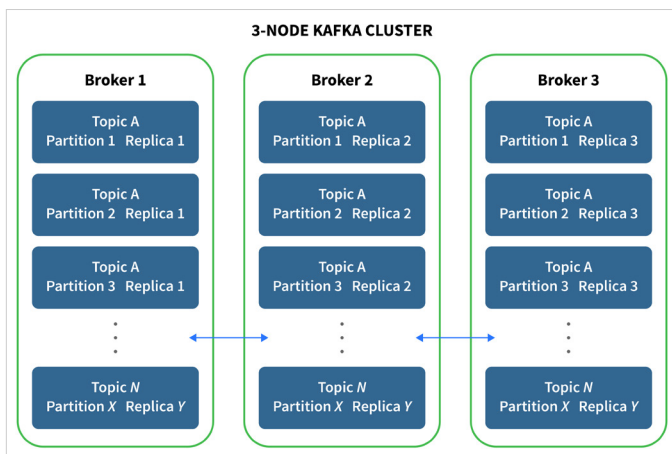 3-NODE KAFKA CLUSTER
Broker 1
Topic A
Partition 1 Replica 1
Topic A
Partition 2 Replica 1
Topic A
Partition 3 Replica 1
Topic N
Partition X Replica Y
Broker 2
Topic A
Partition 1 Replica 2
Topic A
Partition 2 Replica 2
Topic A
Partition 3 Replica 2
Topic N
Partition X Replica Y
Broker 3
Topic A
Partition 1 Replica 3
Topic A
Partition 2 Replica 3
Topic A
Partition 3 Replica 3
Topic N
Partition X Replica Y